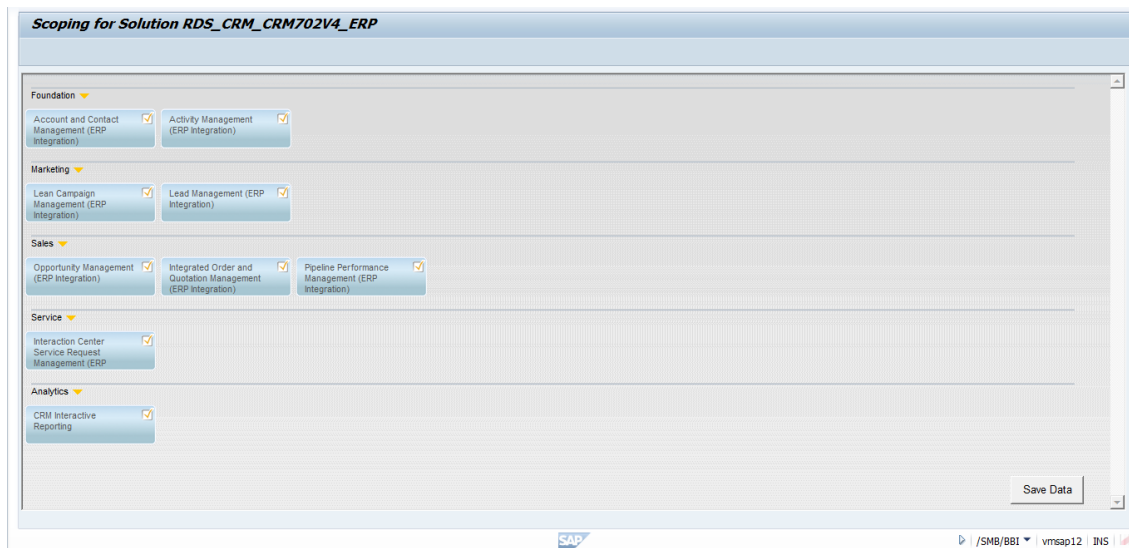 Scoping for Solution RDS_CRM_CRM702V4_ERP
Foundation
Account and Contact
Management (ERP
Integration)
Activity Management
(ERP Integration)
Marketing
Lean Campaign
Management (ERP
Integration)
Lead Management (ERP
Integration)
Sales
Opportunity Management
(ERP Integration)
Integrated Order and
Quotation Management
(ERP Integration)
Pipeline Performance
Management (ERP
Integration)
Service
Interaction Center
Service Request
Management (ERP
Analytics
CRM Interactive
Reporting
Save Data
SAP
/SMB/BBI
vmsap12
INS